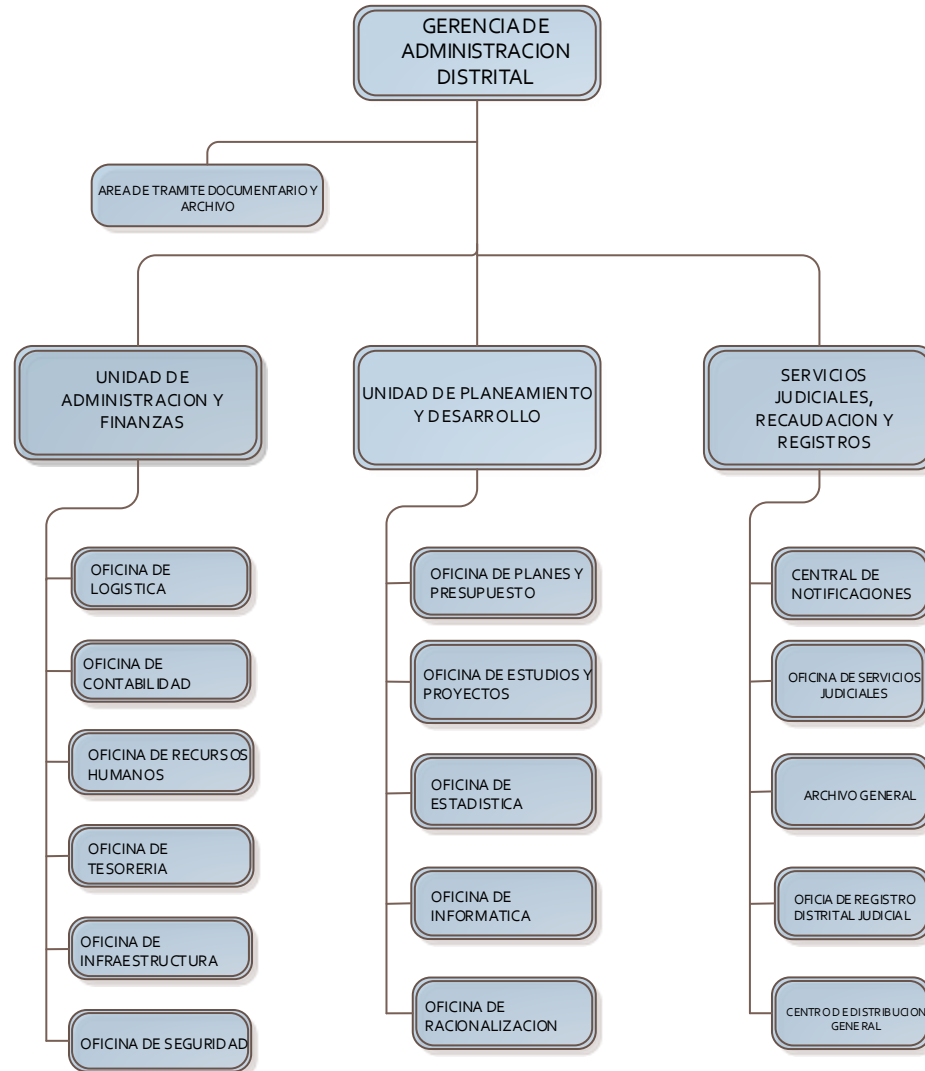 GERENCIA DE
ADMINISTRACION
DISTRITAL
AREA DE TRAMITE DOCUMENTARIO Y
ARCHIVO
UNIDAD DE
ADMINISTRACION Y
FINANZAS
UNIDAD DE PLANEAMIENTO
Y DESARROLLO
SERVICIOS
JUDICIALES,
RECAUDACION Y
REGISTROS
OFICINA DE
LOGISTICA
OFICINA DE
CONTABILIDAD
OFICINA DE RECURSOS
HUMANOS
OFICINA DE
TESORERIA
OFICINA DE
INFRAESTRUCTURA
OFICINA DE SEGURIDAD
OFICINA DE PLANES Y
PRESUPUESTO
OFICINA DE ESTUDIOS Y
PROYECTOS
OFICINA DE
ESTADISTICA
OFICINA DE
INFORMATICA
OFICINA DE
RACIONALIZACION
CENTRAL DE
NOTIFICACIONES
OFICINA DE SERVICIOS
JUDICIALES
ARCHIVO GENERAL
OFICIA DE REGISTRO
DISTRITAL JUDICIAL
CENTRO DE DISTRIBUCION
GENERAL